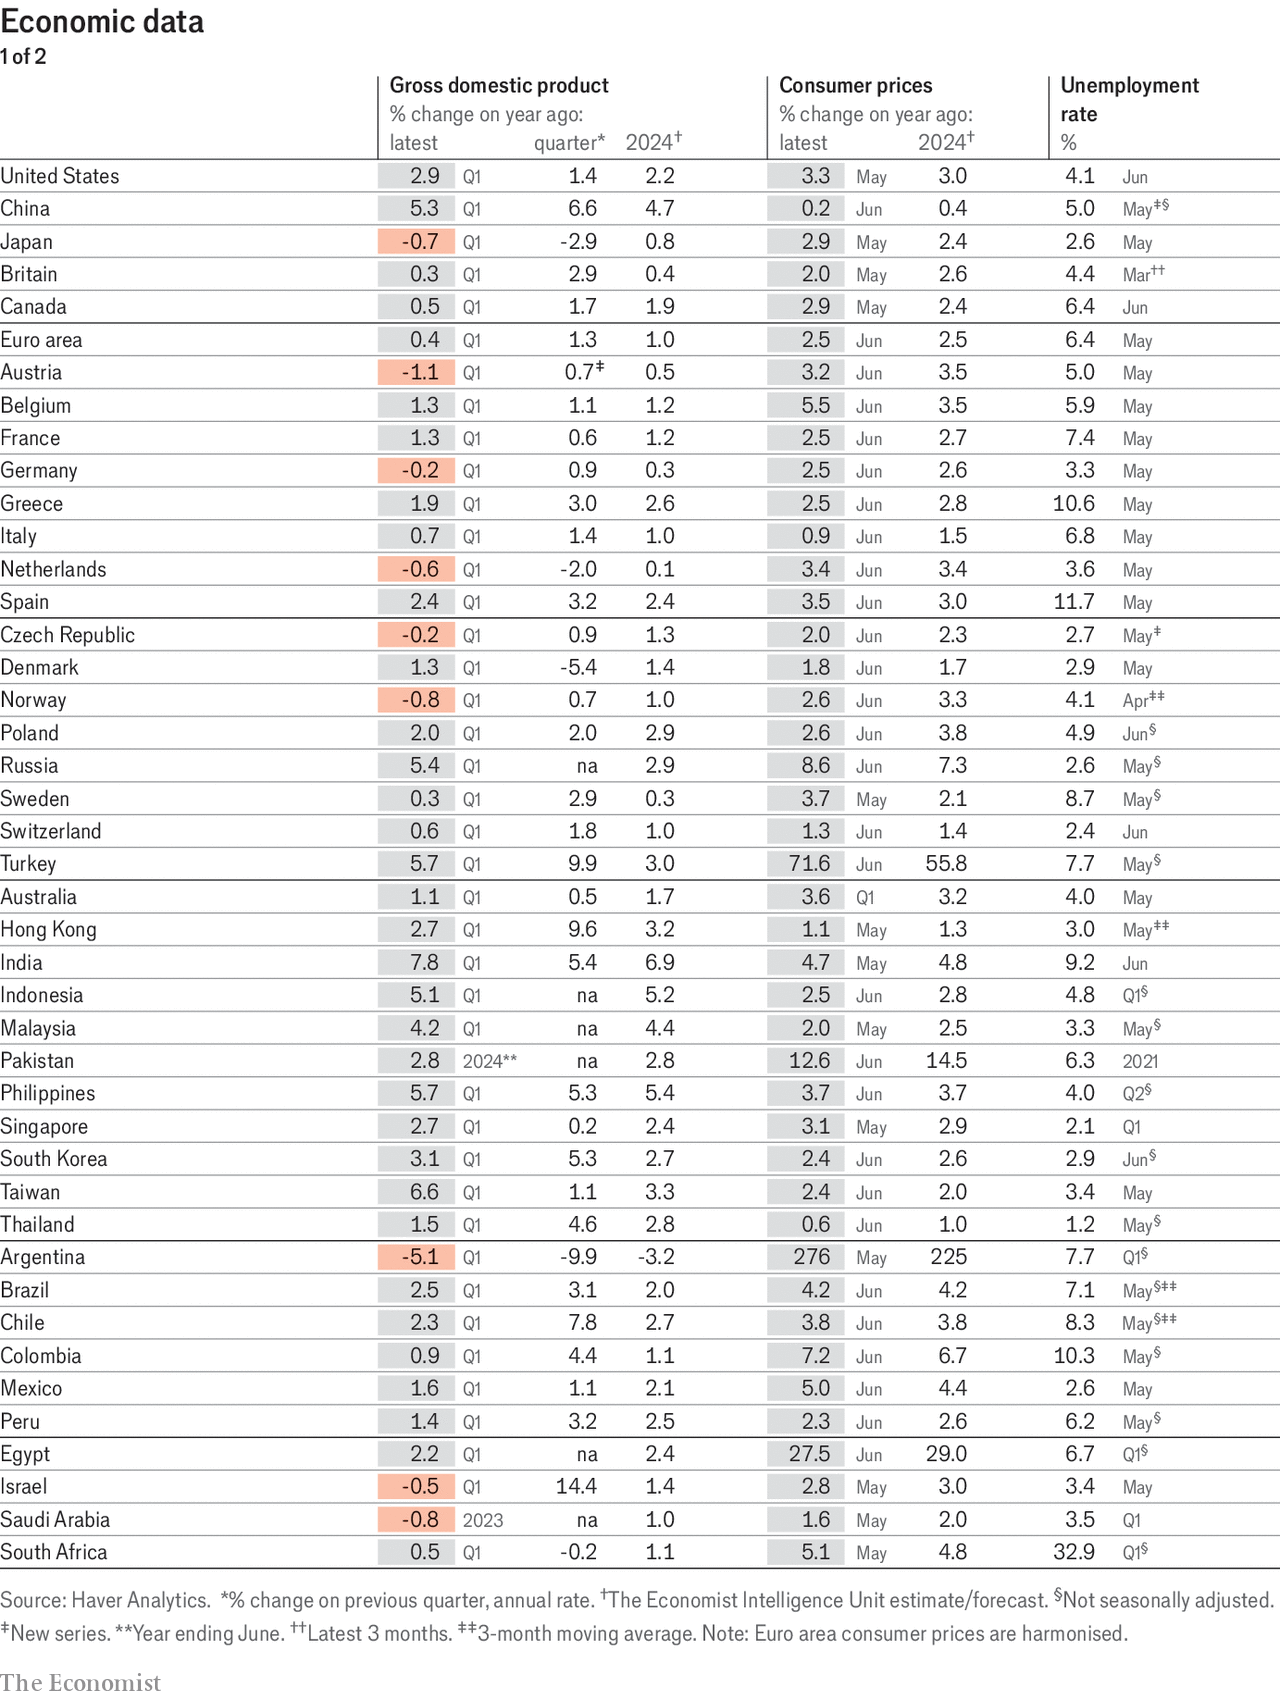 Economic data
1 of 2
Gross domestic product Consumer prices Unemployment
% change on year ago: % change on year ago: rate
latest quarter* 2024† latest 2024† %
United States 2.9 Q1 1.4 2.2 3.3 May 3.0 4.1 Jun
China 5.3 Q1 6.6 4.7 0.2 Jun 0.4 5.0 May‡§
Japan -0.7 Q1 -2.9 0.8 2.9 May 2.4 2.6 May
Britain 0.3 Q1 2.9 0.4 2.0 May 2.6 4.4 Mar††
Canada 0.5 Q1 1.7 1.9 2.9 May 2.4 6.4 Jun
Euro area 0.4 Q1 1.3 1.0 2.5 Jun 2.5 6.4 May
Austria -1.1 Q1 0.7‡ 0.5 3.2 Jun 3.5 5.0 May
Belgium 1.3 Q1 1.1 1.2 5.5 Jun 3.5 5.9 May
France 1.3 Q1 0.6 1.2 2.5 Jun 2.7 7.4 May
Germany -0.2 Q1 0.9 0.3 2.5 Jun 2.6 3.3 May
Greece 1.9 Q1 3.0 2.6 2.5 Jun 2.8 10.6 May
Italy 0.7 Q1 1.4 1.0 0.9 Jun 1.5 6.8 May
Netherlands -0.6 Q1 -2.0 0.1 3.4 Jun 3.4 3.6 May
Spain 2.4 Q1 3.2 2.4 3.5 Jun 3.0 11.7 May
Czech Republic -0.2 Q1 0.9 1.3 2.0 Jun 2.3 2.7 May‡
Denmark 1.3 Q1 -5.4 1.4 1.8 Jun 1.7 2.9 May
Norway -0.8 Q1 0.7 1.0 2.6 Jun 3.3 4.1 Apr‡‡
Poland 2.0 Q1 2.0 2.9 2.6 Jun 3.8 4.9 Jun§
Russia 5.4 Q1 na 2.9 8.6 Jun 7.3 2.6 May§
Sweden 0.3 Q1 2.9 0.3 3.7 May 2.1 8.7 May§
Switzerland 0.6 Q1 1.8 1.0 1.3 Jun 1.4 2.4 Jun
Turkey 5.7 Q1 9.9 3.0 71.6 Jun 55.8 7.7 May§
Australia 1.1 Q1 0.5 1.7 3.6 Q1 3.2 4.0 May
Hong Kong 2.7 Q1 9.6 3.2 1.1 May 1.3 3.0 May‡‡
India 7.8 Q1 5.4 6.9 4.7 May 4.8 9.2 Jun
Indonesia 5.1 Q1 na 5.2 2.5 Jun 2.8 4.8 Q1§
Malaysia 4.2 Q1 na 4.4 2.0 May 2.5 3.3 May§
Pakistan 2.8 2024** na 2.8 12.6 Jun 14.5 6.3 2021
Philippines 5.7 Q1 5.3 5.4 3.7 Jun 3.7 4.0 Q2§
Singapore 2.7 Q1 0.2 2.4 3.1 May 2.9 2.1 Q1
South Korea 3.1 Q1 5.3 2.7 2.4 Jun 2.6 2.9 Jun§
Taiwan 6.6 Q1 1.1 3.3 2.4 Jun 2.0 3.4 May
Thailand 1.5 Q1 4.6 2.8 0.6 Jun 1.0 1.2 May§
Argentina -5.1 Q1 -9.9 -3.2 276 May 225 7.7 Q1§
Brazil 2.5 Q1 3.1 2.0 4.2 Jun 4.2 7.1 May§‡‡
Chile 2.3 Q1 7.8 2.7 3.8 Jun 3.8 8.3 May§‡‡
Colombia 0.9 Q1 4.4 1.1 7.2 Jun 6.7 10.3 May§
Mexico 1.6 Q1 1.1 2.1 5.0 Jun 4.4 2.6 May
Peru 1.4 Q1 3.2 2.5 2.3 Jun 2.6 6.2 May§
Egypt 2.2 Q1 na 2.4 27.5 Jun 29.0 6.7 Q1§
Israel -0.5 Q1 14.4 1.4 2.8 May 3.0 3.4 May
Saudi Arabia -0.8 2023 na 1.0 1.6 May 2.0 3.5 Q1
South Africa 0.5 Q1 -0.2 1.1 5.1 May 4.8 32.9 Q1§
Source: Haver Analytics. *% change on previous quarter, annual rate. †The Economist Intelligence Unit estimate/forecast. §Not seasonally adjusted.
‡New series. **Year ending June. ††Latest 3 months. ‡‡3-month moving average. Note: Euro area consumer prices are harmonised.
The Economist